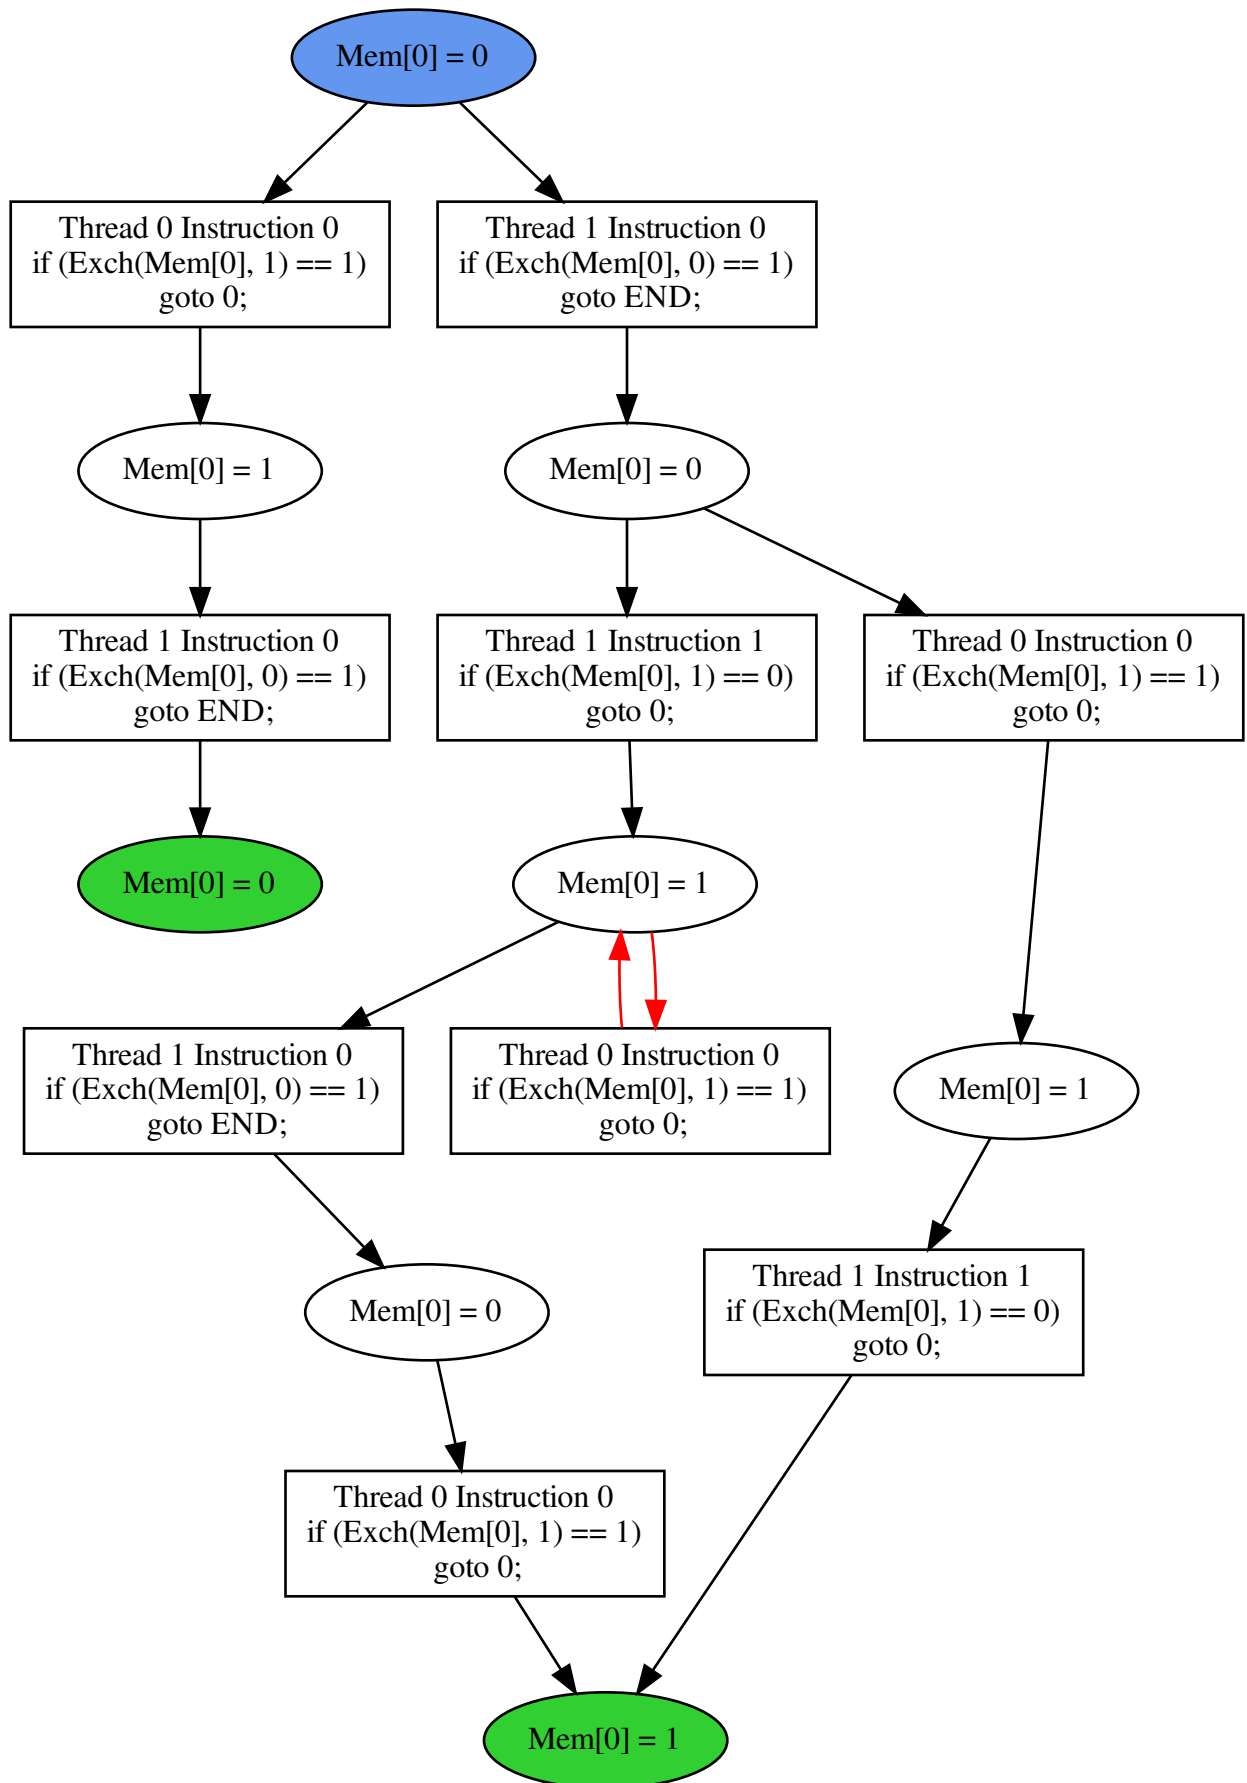 Mem[0] = 0
Thread 0 Instruction 0
if (Exch(Mem[0], 1) == 1)
goto 0;
Thread 1 Instruction 0
if (Exch(Mem[0], 0) == 1)
goto END;
Mem[0] = 1
Mem[0] = 0
Thread 1 Instruction 0
if (Exch(Mem[0], 0) == 1)
goto END;
Thread 1 Instruction 1
if (Exch(Mem[0], 1) == 0)
goto 0;
Thread 0 Instruction 0
if (Exch(Mem[0], 1) == 1)
goto 0;
Mem[0] = 0
Mem[0] = 1
Thread 1 Instruction 0
if (Exch(Mem[0], 0) == 1)
goto END;
Thread 0 Instruction 0
if (Exch(Mem[0], 1) == 1)
goto 0;
Mem[0] = 1
Mem[0] = 0
Thread 1 Instruction 1
if (Exch(Mem[0], 1) == 0)
goto 0;
Thread 0 Instruction 0
if (Exch(Mem[0], 1) == 1)
goto 0;
Mem[0] = 1